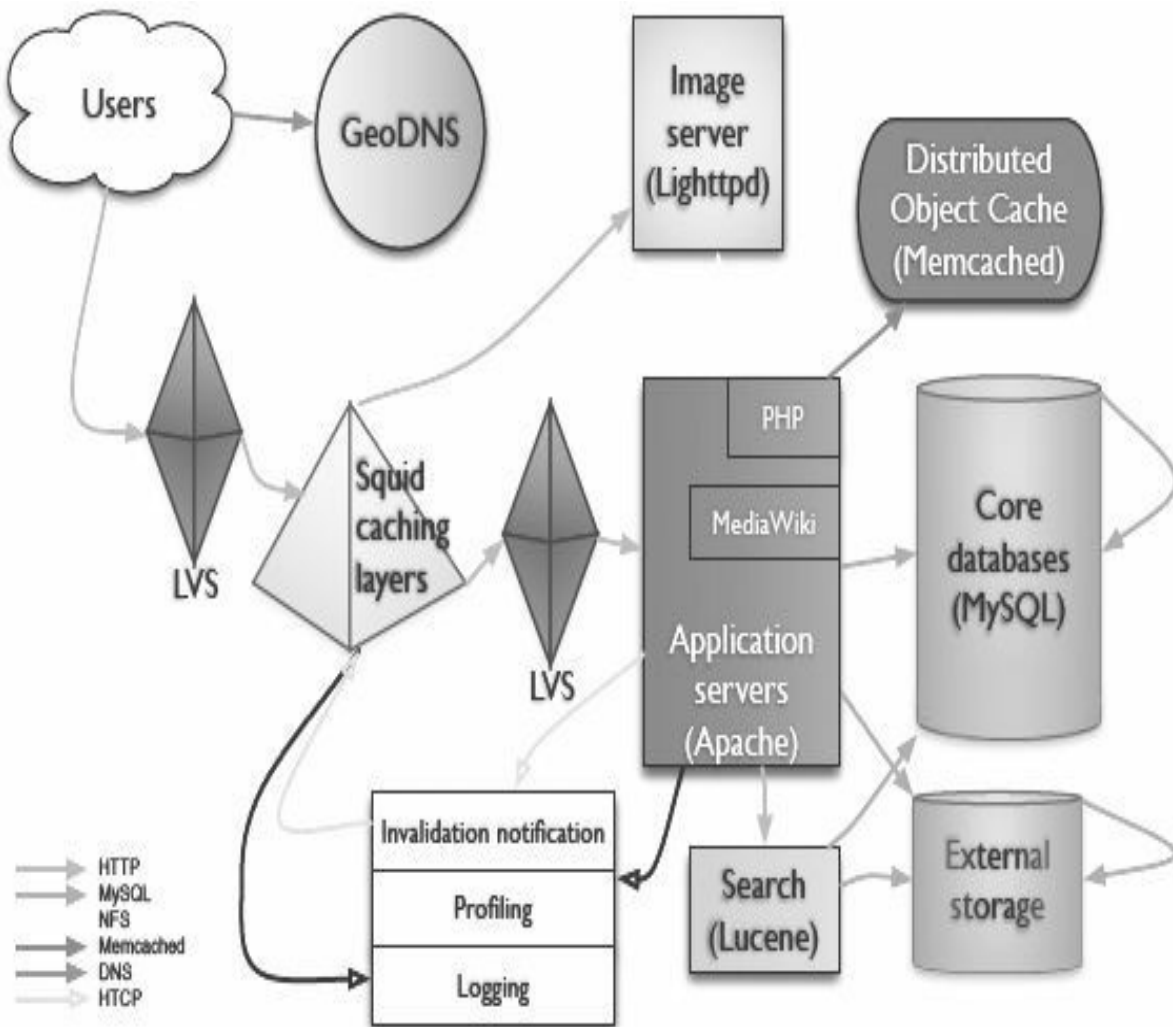 Users
GeoDNS
Image
server
(Lighttpd)
Distributed
Object Cache
(Memcached)
LVS
Squid
caching
layers
LVS
PHP
MediaWiki
Application
servers
(Apache)
Core
databases
(MySQL)
Invalidation notification
Profiling
Logging
Search
(Lucene)
External
storage
HTTP
MySQL
NFS
Memcached
DNS
HTCP